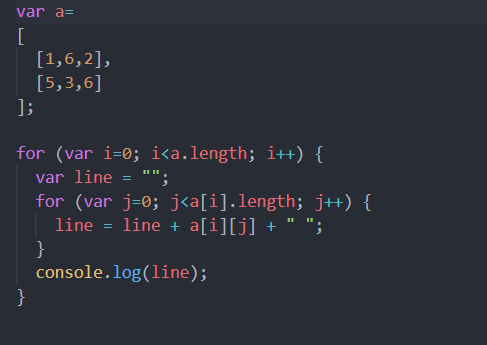 var a=
[
  [1,6,2],
  [5,3,6]
];

for (var i=0; i<a.length; i++) {
  var line = "";
  for (var j=0; j<a[i].length; j++) {
    line = line + a[i][j] + " ";
  }
  console.log(line);
}